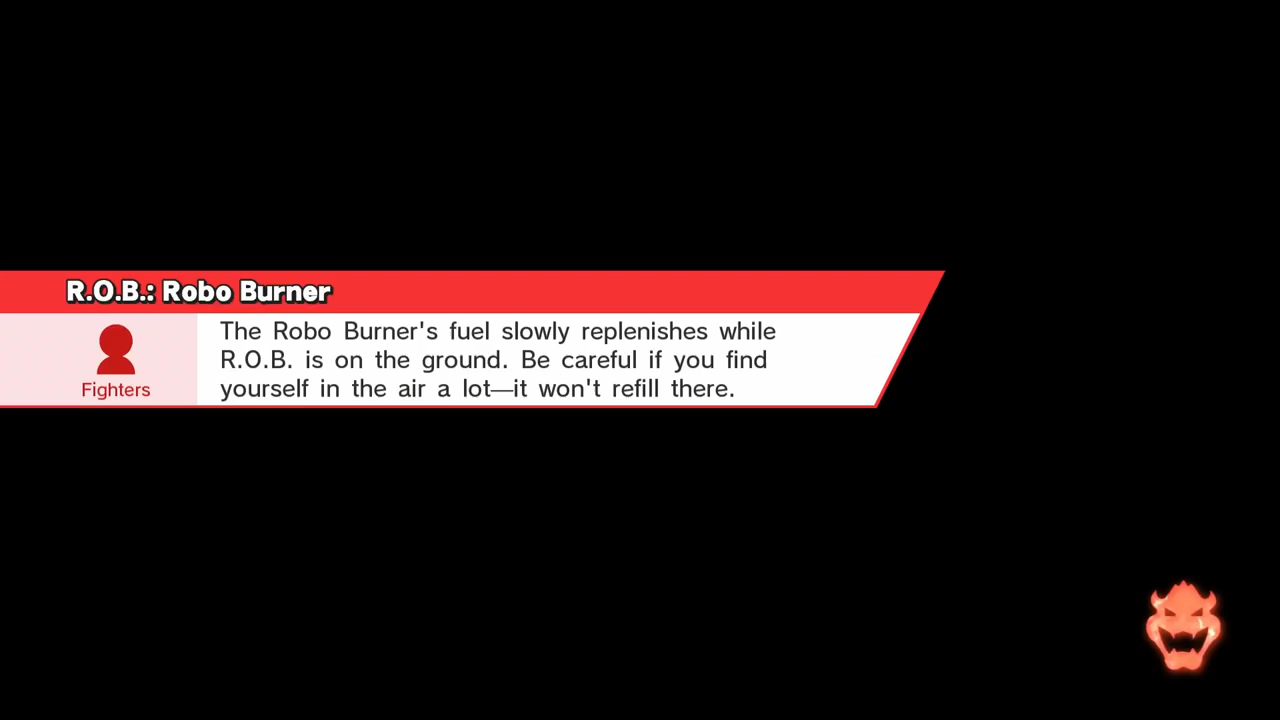 R.O.B.: Robo Burner
The Robo Burner's fuel slowly replenishes while
R.O.B. is on the ground. Be careful if you find
yourself in the air a lot—it won't refill there.
Fighters